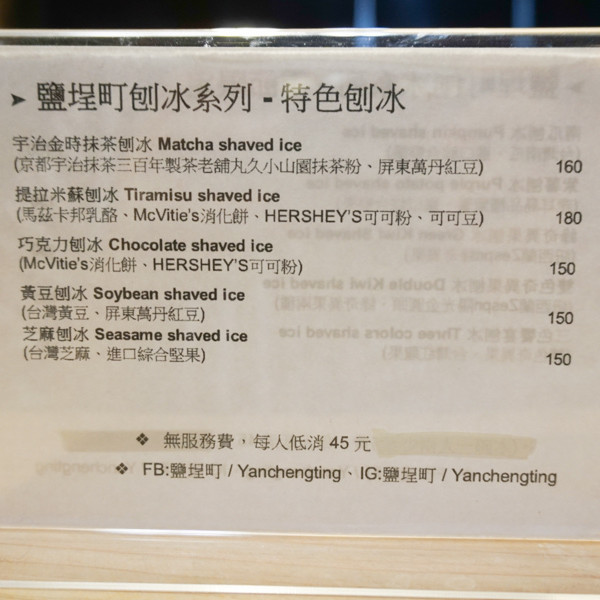 ➤ 鹽埕町刨冰系列 - 特色刨冰
宇治金時抹茶刨冰 Matcha shaved ice
(京都宇治抹茶三百年製茶老舖丸久小山園抹茶粉、屏東萬丹紅豆) 160
提拉米蘇刨冰 Tiramisu shaved ice
(馬茲卡邦乳酪、McVitie's消化餅、HERSHEY'S可可粉、可可豆) 180
巧克力刨冰 Chocolate shaved ice
(McVitie's消化餅、HERSHEY'S可可粉) 150
黃豆刨冰 Soybean shaved ice
(台灣黃豆、屏東萬丹紅豆) 150
芝麻刨冰 Seasame shaved ice
(台灣芝麻、進口綜合堅果) 150
❖ 無服務費，每人低消 45 元
❖ FB:鹽埕町 / Yanchengting、IG:鹽埕町 / Yanchengting